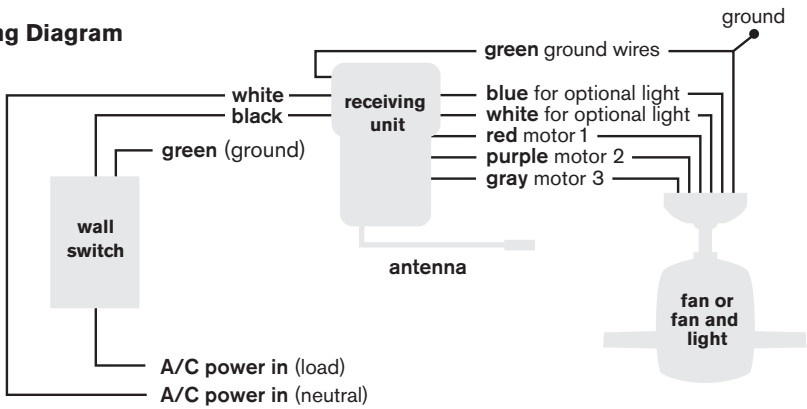 ng Diagram
ground
green ground wires
white
black
green (ground)
receiving
unit
blue for optional light
white for optional light
red motor 1
purple motor 2
gray motor 3
wall
switch
antenna
fan or
fan and
light
A/C power in (load)
A/C power in (neutral)